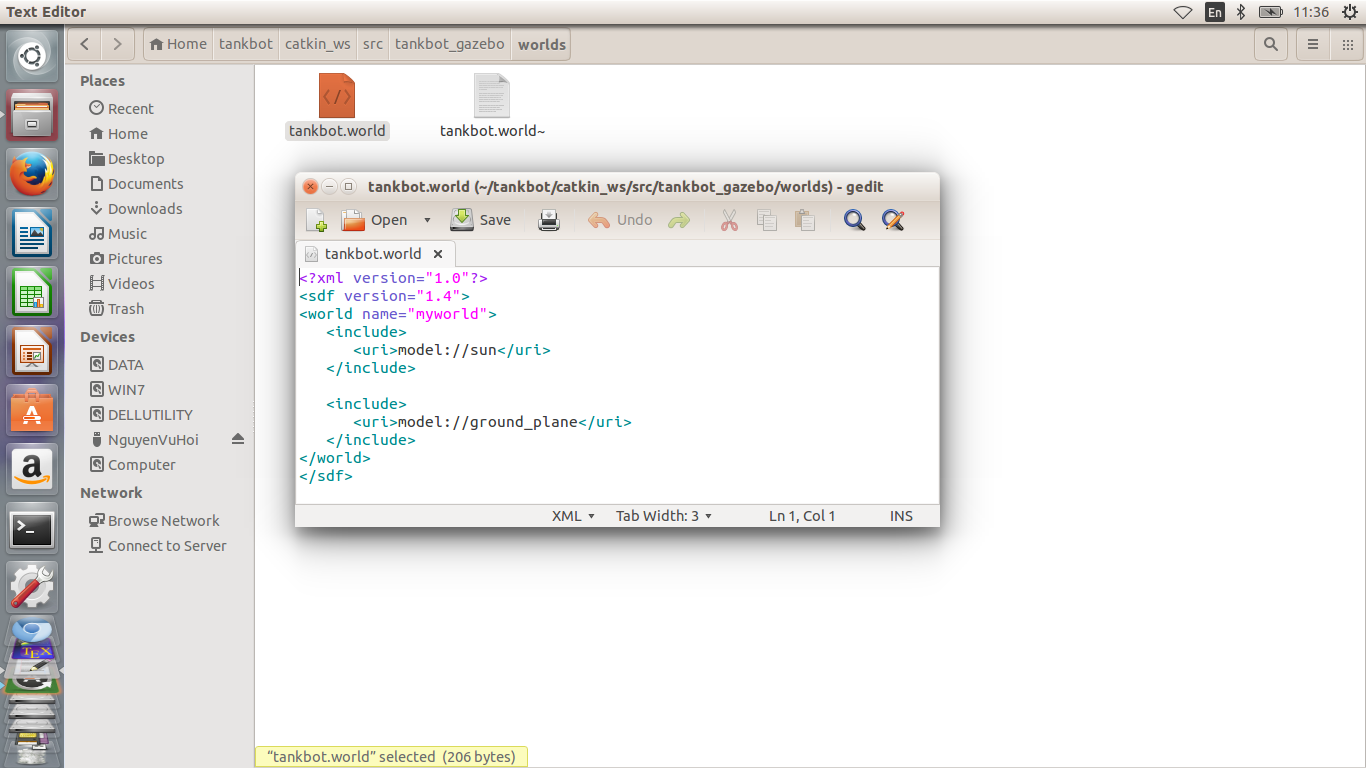 Text Editor
En
11:36
Home
tankbot
catkin_ws
src
tankbot_gazebo
worlds
Places
Recent
Home
Desktop
Documents
Downloads
Music
Pictures
Videos
Trash
Devices
DATA
WIN7
DELLUTILITY
NguyenVuHoi
Computer
Network
Browse Network
Connect to Server
tankbot.world
tankbot.world~
tankbot.world (~/tankbot/catkin_ws/src/tankbot_gazebo/worlds) - gedit
Open
Save
Undo
tankbot.world
<?xml version="1.0"?>
<sdf version="1.4">
<world name="myworld">
   <include>
      <uri>model://sun</uri>
   </include>

   <include>
      <uri>model://ground_plane</uri>
   </include>
</world>
</sdf>
XML
Tab Width: 3
Ln 1, Col 1
INS
“tankbot.world” selected (206 bytes)
a
>_
TEX